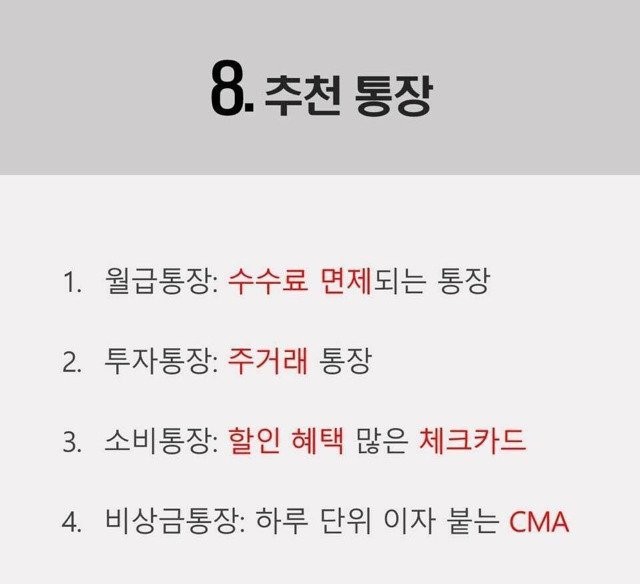 8. 추천 통장
1. 월급통장: 수수료 면제되는 통장
2. 투자통장: 주거래 통장
3. 소비통장: 할인 혜택 많은 체크카드
4. 비상금통장: 하루 단위 이자 붙는 CMA